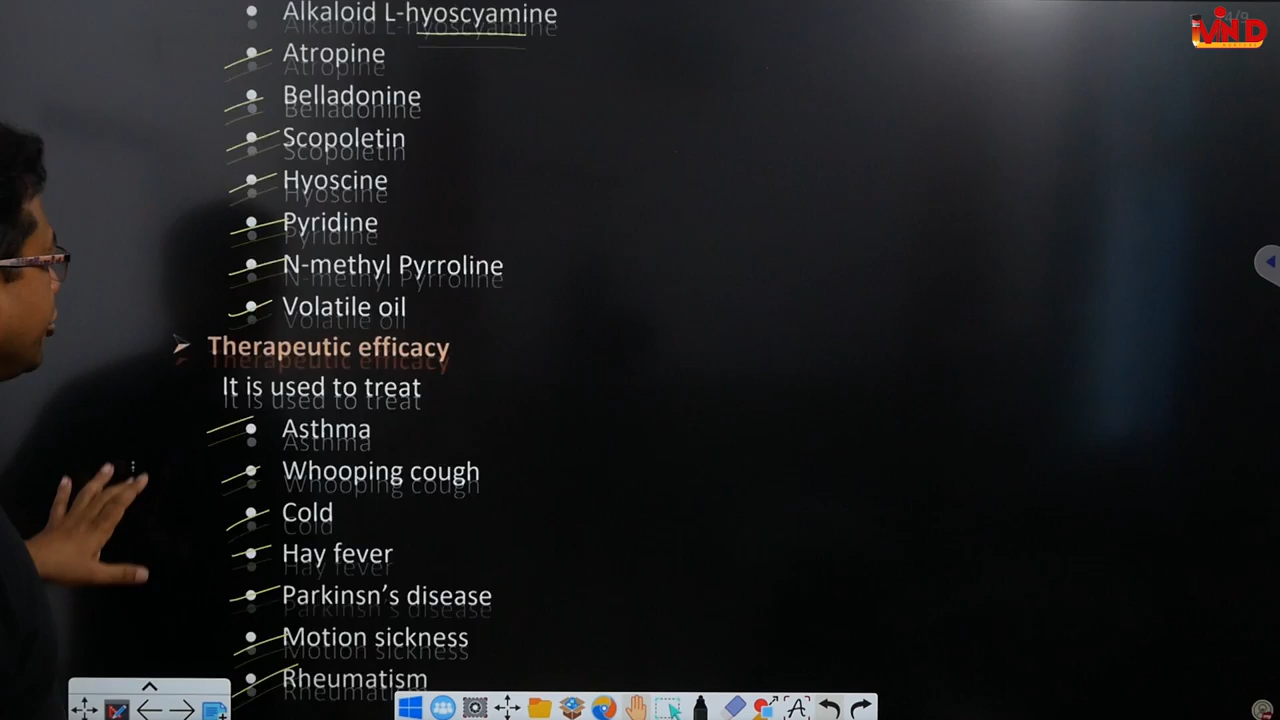 Alkaloid L-hyoscyamine
Atropine
Belladonine
Scopoletin
Hyoscine
Pyridine
N-methyl Pyrroline
Volatile oil
Therapeutic efficacy
It is used to treat
Asthma
Whooping cough
Cold
Hay fever
Parkinsn’s disease
Motion sickness
Rheumatism